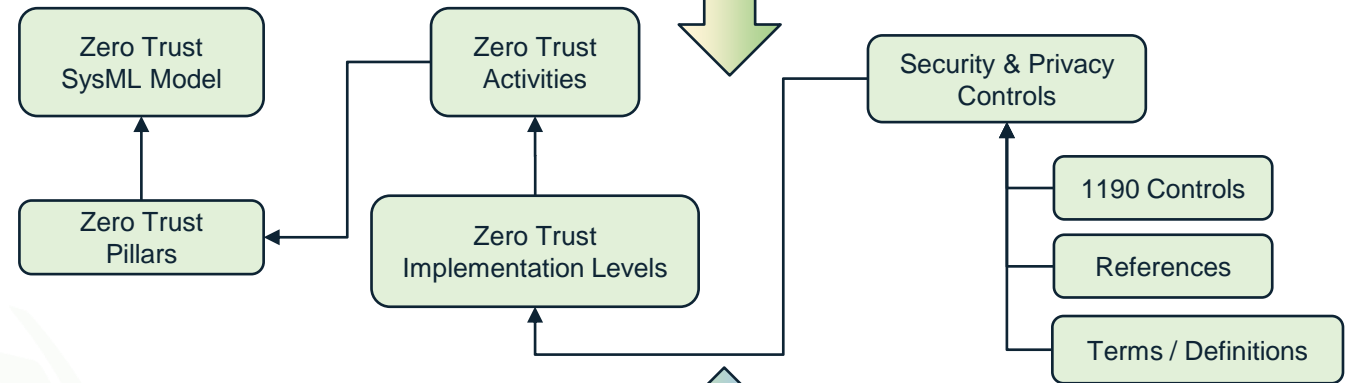 Zero Trust
SysML Model
Zero Trust
Activities
Security & Privacy
Controls
1190 Controls
Zero Trust
Pillars
Zero Trust
Implementation Levels
References
Terms / Definitions